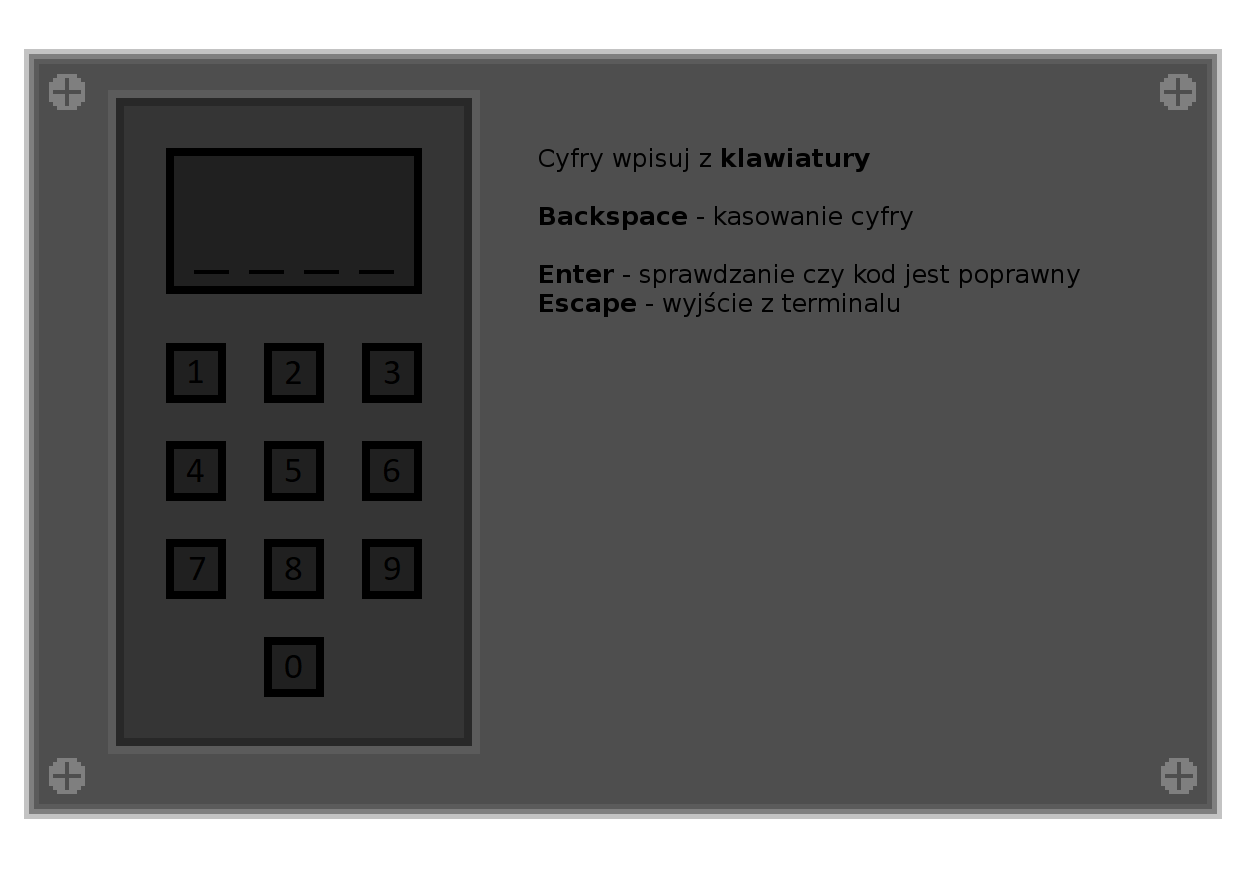 Cyfry wpisuj z klawiatury
Backspace - kasowanie cyfry
Enter - sprawdzanie czy kod jest poprawny
Escape - wyjście z terminalu
1 2 3
4 5 6
7 8 9
0